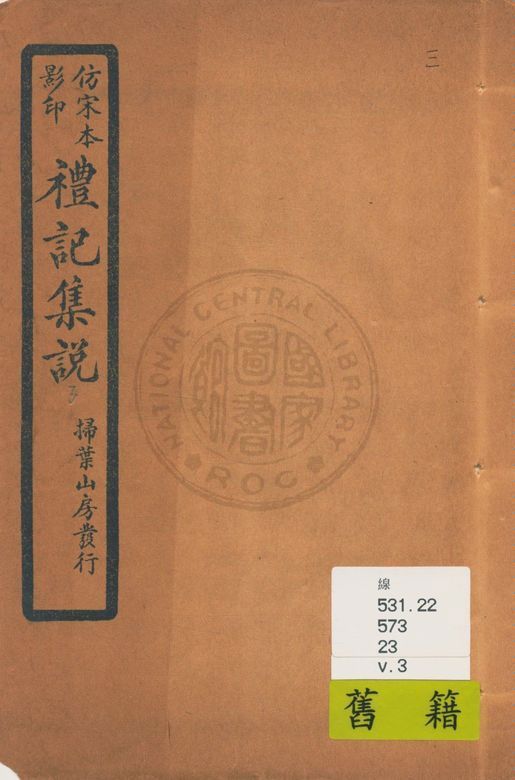 三
仿宋本
影印
禮記集說
掃葉山房發行
NATIONAL CENTRAL LIBRARY
ROC
國家
圖書
館
線
531.22
573
23
v.3
舊 籍